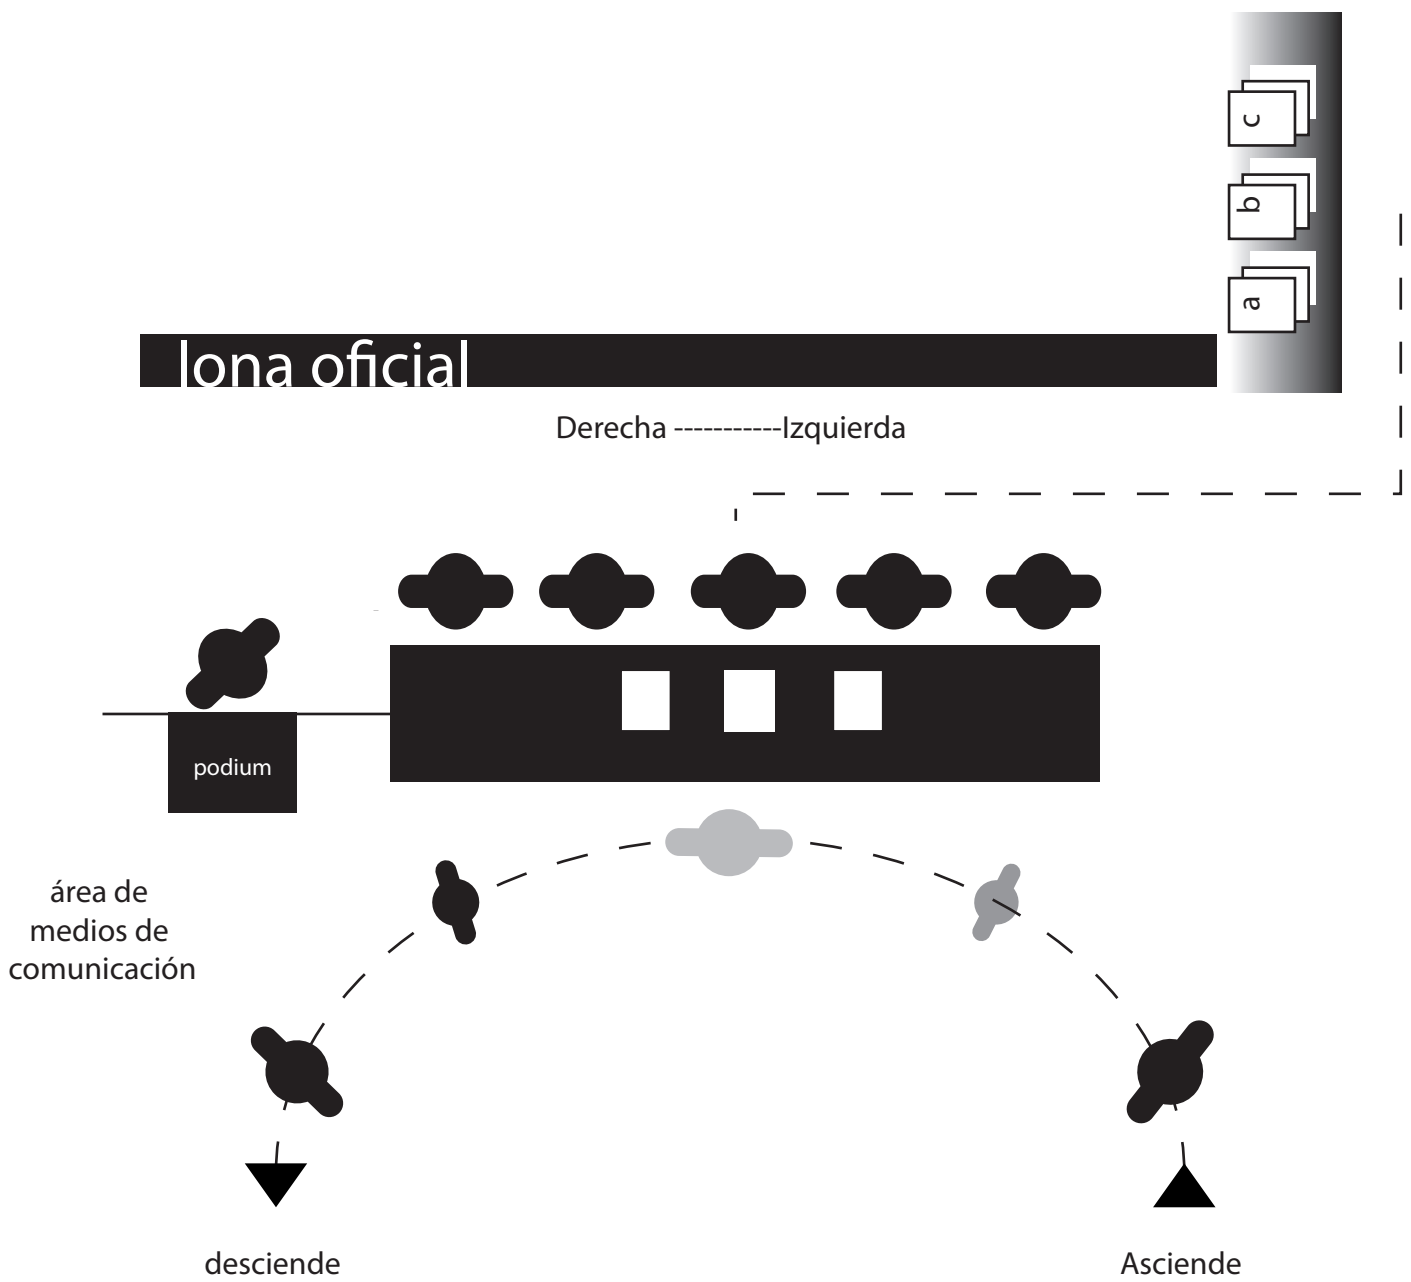 c
b
a
lona oficial
Derecha -----------Izquierda
podium
área de
medios de
comunicación
desciende
Asciende